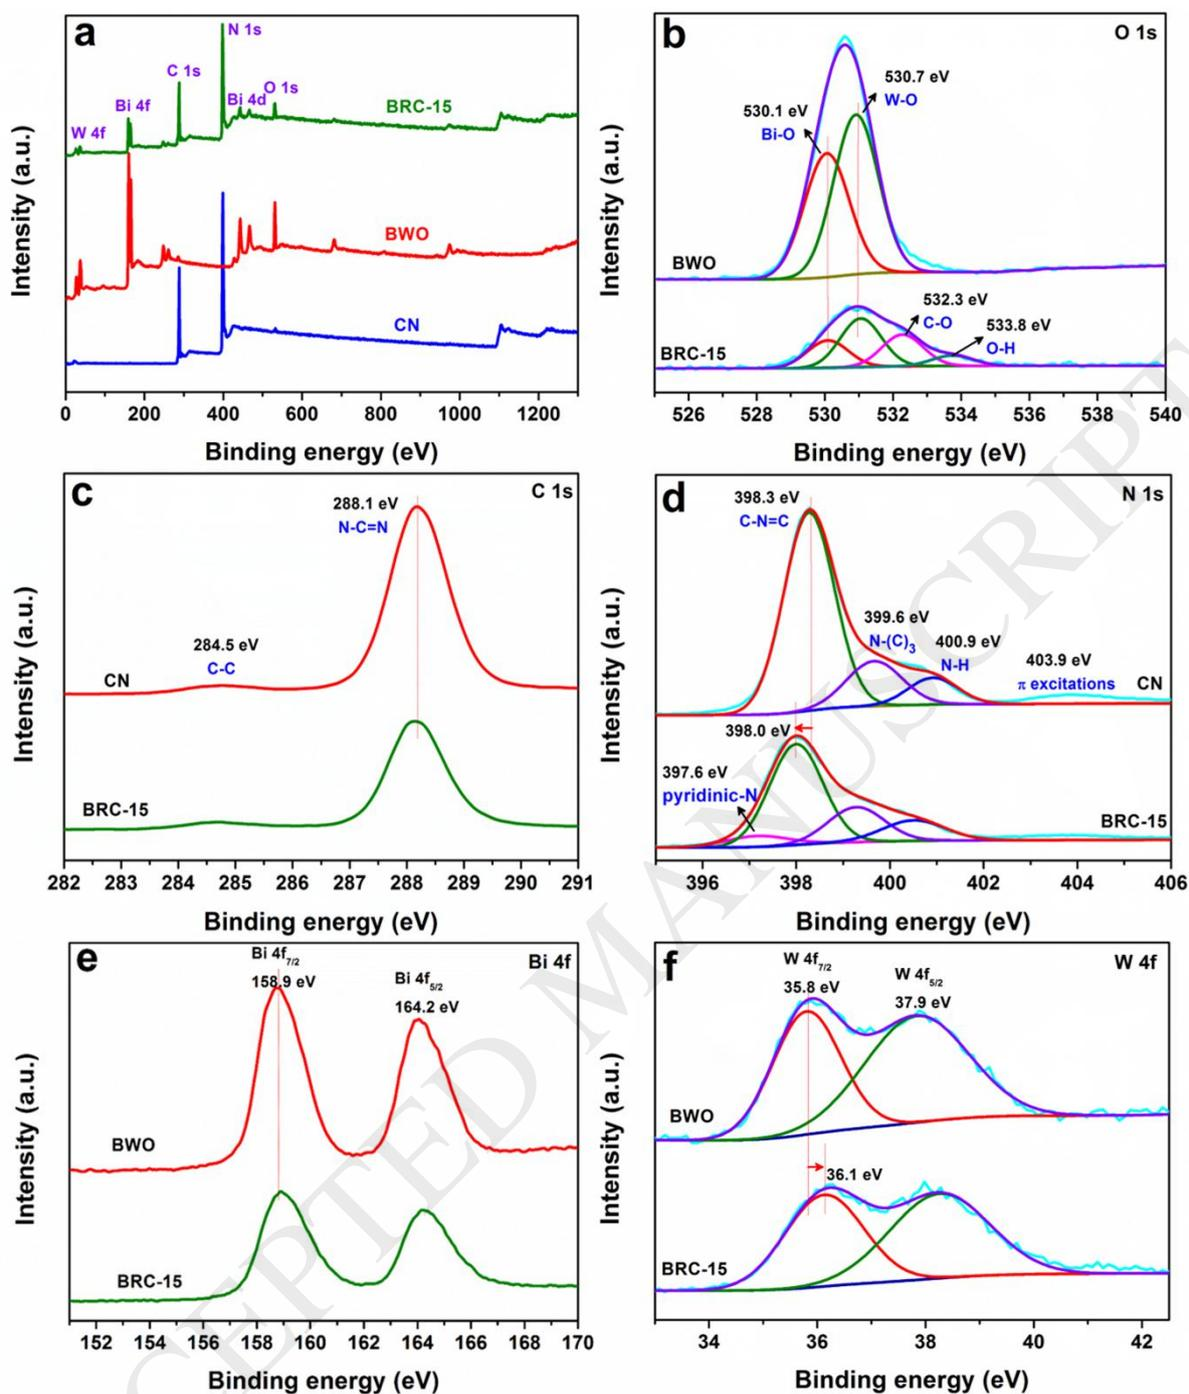 a
N 1s
C 1s
Bi 4f
Bi 4d
O 1s
W 4f
BRC-15
BWO
CN
Intensity (a.u.)
0 200 400 600 800 1000 1200
Binding energy (eV)
b
O 1s
530.7 eV
W-O
530.1 eV
Bi-O
BWO
532.3 eV
C-O
533.8 eV
O-H
BRC-15
Intensity (a.u.)
526 528 530 532 534 536 538 540
Binding energy (eV)
c
C 1s
288.1 eV
N-C=N
284.5 eV
C-C
CN
BRC-15
Intensity (a.u.)
282 283 284 285 286 287 288 289 290 291
Binding energy (eV)
d
N 1s
398.3 eV
C-N=C
399.6 eV
N-(C)3
400.9 eV
N-H
403.9 eV
π excitations
CN
398.0 eV
397.6 eV
pyridinic-N
BRC-15
Intensity (a.u.)
396 398 400 402 404 406
Binding energy (eV)
e
Bi 4f
Bi 4f7/2
158.9 eV
Bi 4f5/2
164.2 eV
BWO
BRC-15
Intensity (a.u.)
152 154 156 158 160 162 164 166 168 170
Binding energy (eV)
f
W 4f
W 4f7/2
35.8 eV
W 4f5/2
37.9 eV
BWO
36.1 eV
BRC-15
Intensity (a.u.)
34 36 38 40 42
Binding energy (eV)
CEPTED MANUSCRIPT